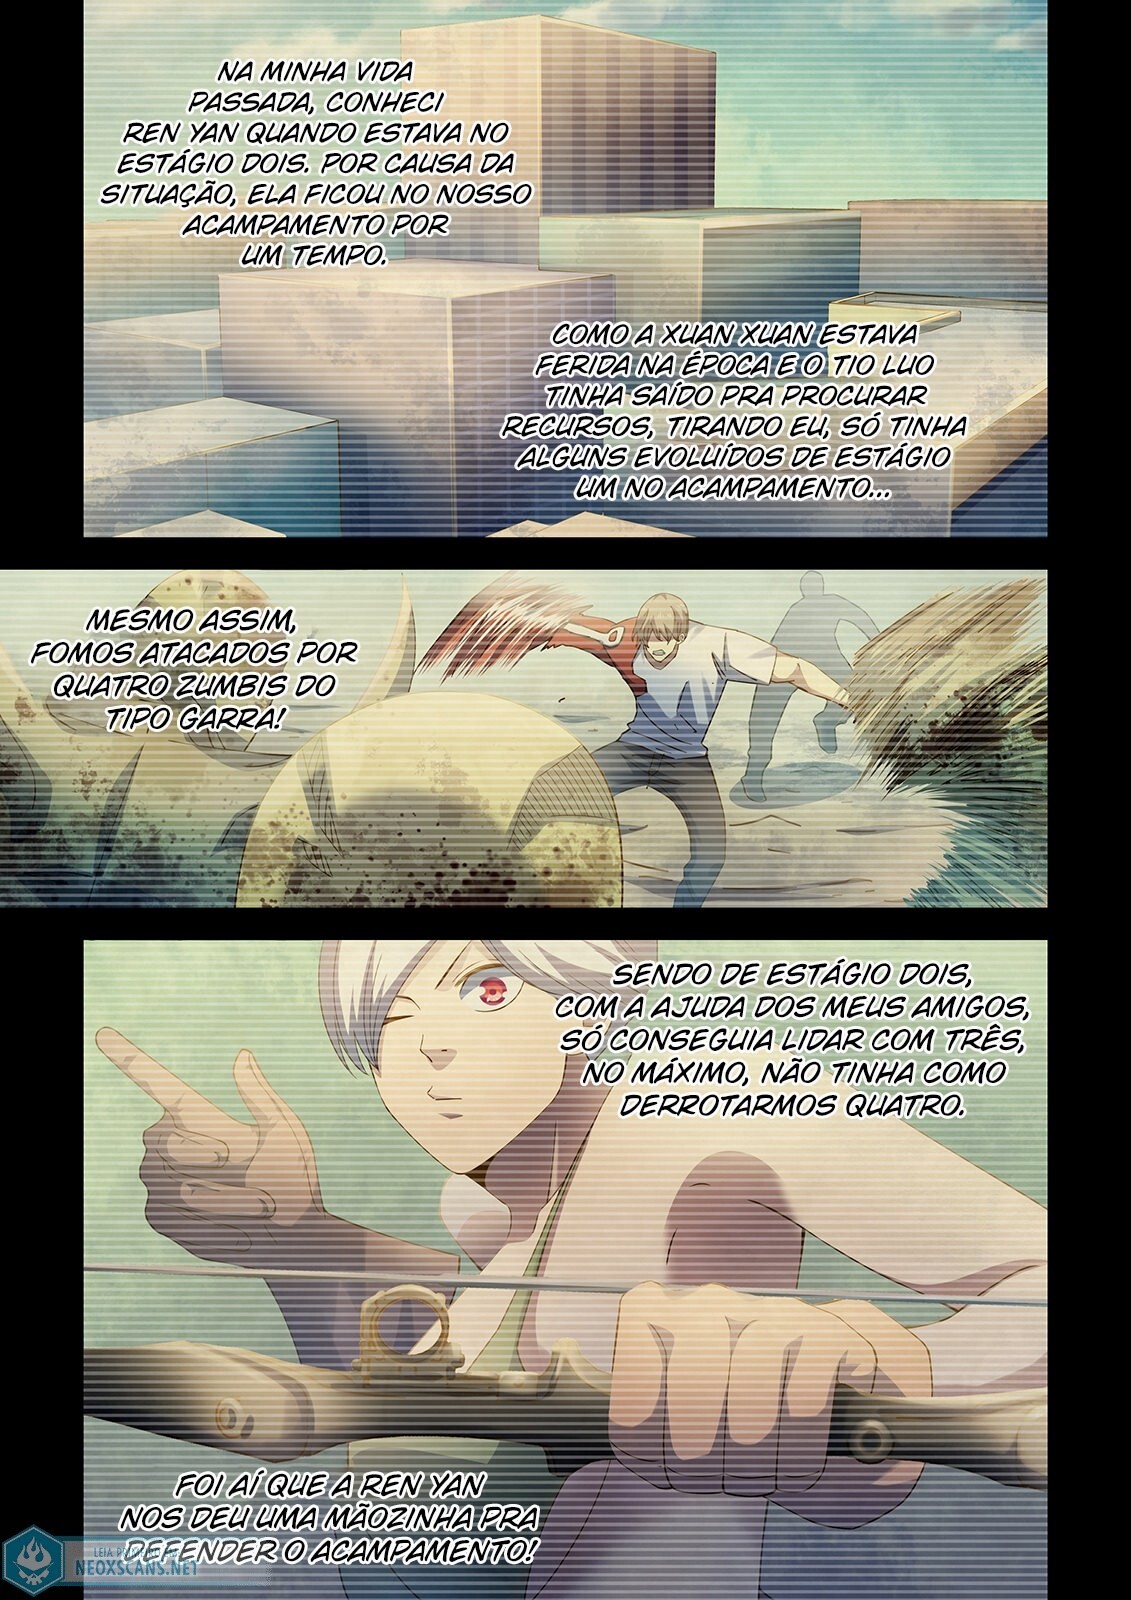 NA MINHA VIDA
PASSADA, CONHECI
REN YAN QUANDO ESTAVA NO
ESTÁGIO DOIS. POR CAUSA DA
SITUAÇÃO, ELA FICOU NO NOSSO
ACAMPAMENTO POR
UM TEMPO.
COMO A XUAN XUAN ESTAVA
FERIDA NA ÉPOCA E O TIO LUO
TINHA SAÍDO PRA PROCURAR
RECURSOS, TIRANDO EU, SÓ TINHA
ALGUNS EVOLUÍDOS DE ESTÁGIO
UM NO ACAMPAMENTO...
MESMO ASSIM,
FOMOS ATACADOS POR
QUATRO ZUMBIS DO
TIPO GARRA!
SENDO DE ESTÁGIO DOIS,
COM A AJUDA DOS MEUS AMIGOS,
SÓ CONSEGUIA LIDAR COM TRÊS,
NO MÁXIMO, NÃO TINHA COMO
DERROTARMOS QUATRO.
FOI AÍ QUE A REN YAN
NOS DEU UMA MÃOZINHA PRA
DEFENDER O ACAMPAMENTO!
LEIA PRIMEIRO NA
NEOXSCANS.NET